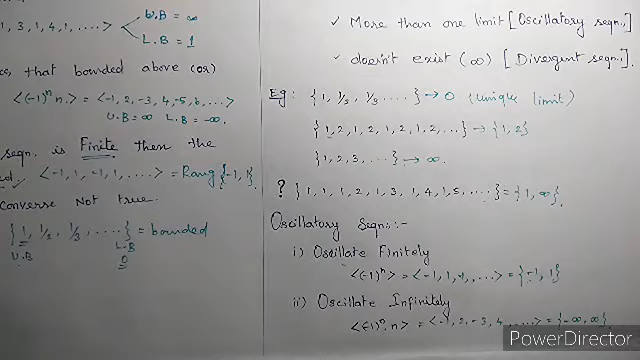 1, 3, 1, 4, 1, ....>
U.B = ∞
L.B = 1
that bounded above (or)
<(-1)ⁿ n.> = <-1, 2, -3, 4, -5, 6, ...>
U.B = ∞ L.B = -∞.
seqn. is Finite then the
<-1, 1, -1, 1, ....> = Rang {-1, 1}
Converse not true.
{1, 1/2, 1/3, ....} = bounded
U.B
L.B
0
✓ More than one limit [Oscillatory seqn.]
✓ doesn't exist (∞) [Divergent seqn.].
Eg: {1, 1/2, 1/3 ....} → 0 (unique limit)
{1, 2, 1, 2, 1, 2, 1, 2, ...} → {1, 2}
{1, 2, 3, ....} → ∞.
? {1, 1, 1, 2, 1, 3, 1, 4, 1, 5, ....} = {1, ∞}.
Oscillatory Seqn:-
i) Oscillate Finitely
<(-1)ⁿ> = <-1, 1, -1, ....> = {-1, 1}
ii) Oscillate Infinitely
<(-1)ⁿ. n> = <-1, 2, -3, 4, ....> = {-∞, ∞}
PowerDirector